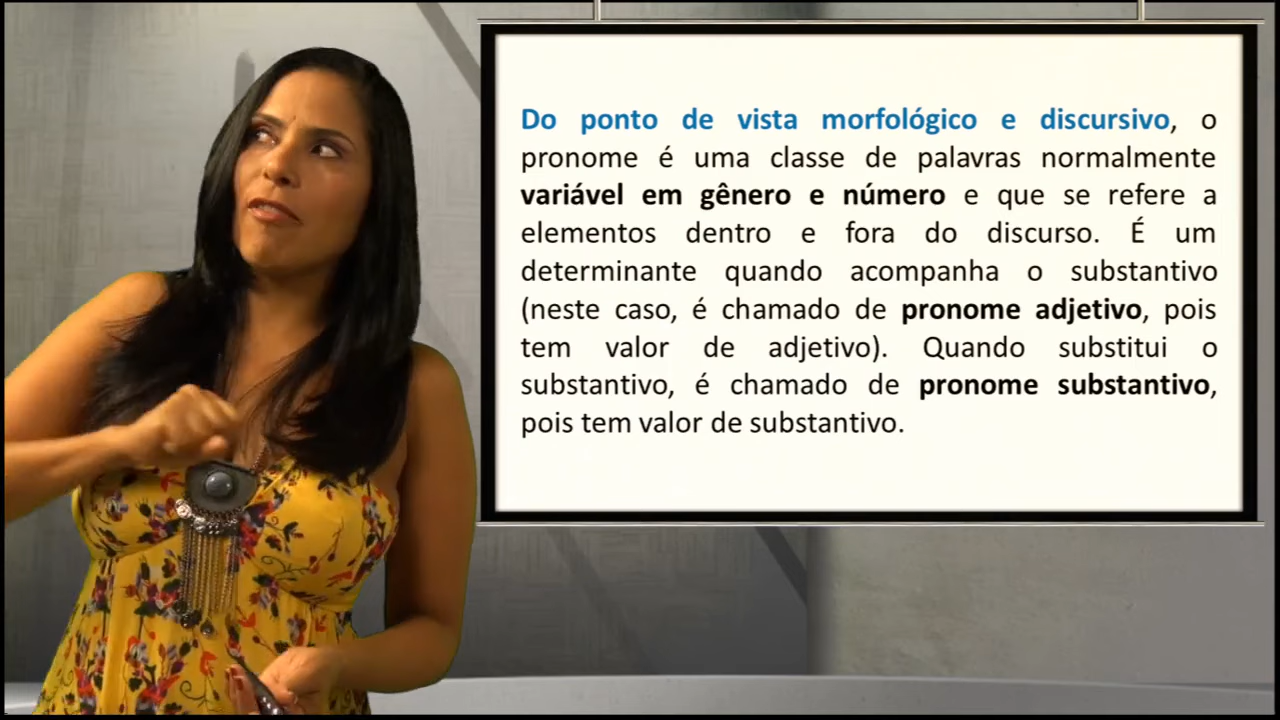 Do ponto de vista morfológico e discursivo, o
pronome é uma classe de palavras normalmente
variável em gênero e número e que se refere a
elementos dentro e fora do discurso. É um
determinante quando acompanha o substantivo
(neste caso, é chamado de pronome adjetivo, pois
tem valor de adjetivo). Quando substitui o
substantivo, é chamado de pronome substantivo,
pois tem valor de substantivo.